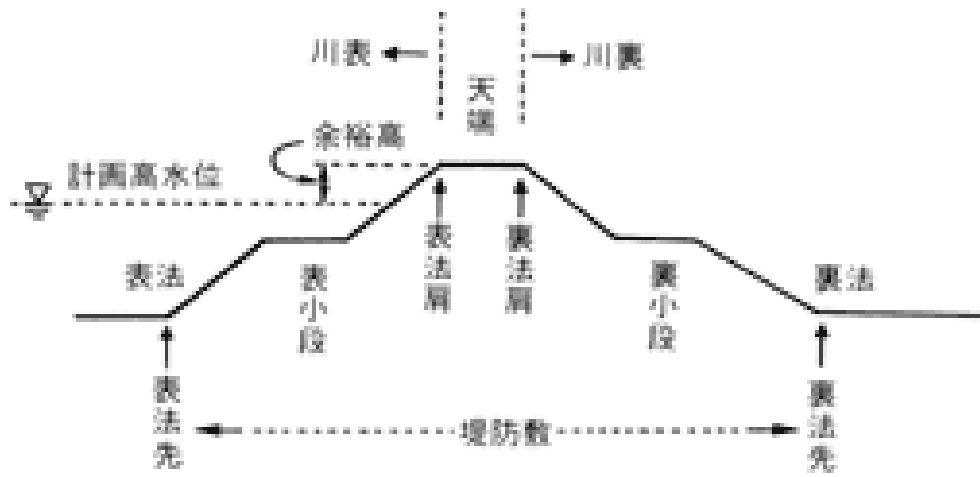 川表
川裏
天端
余裕高
計画高水位
表法
表小段
表法肩
裏法肩
裏小段
裏法
表法先
堤防敷
裏法先